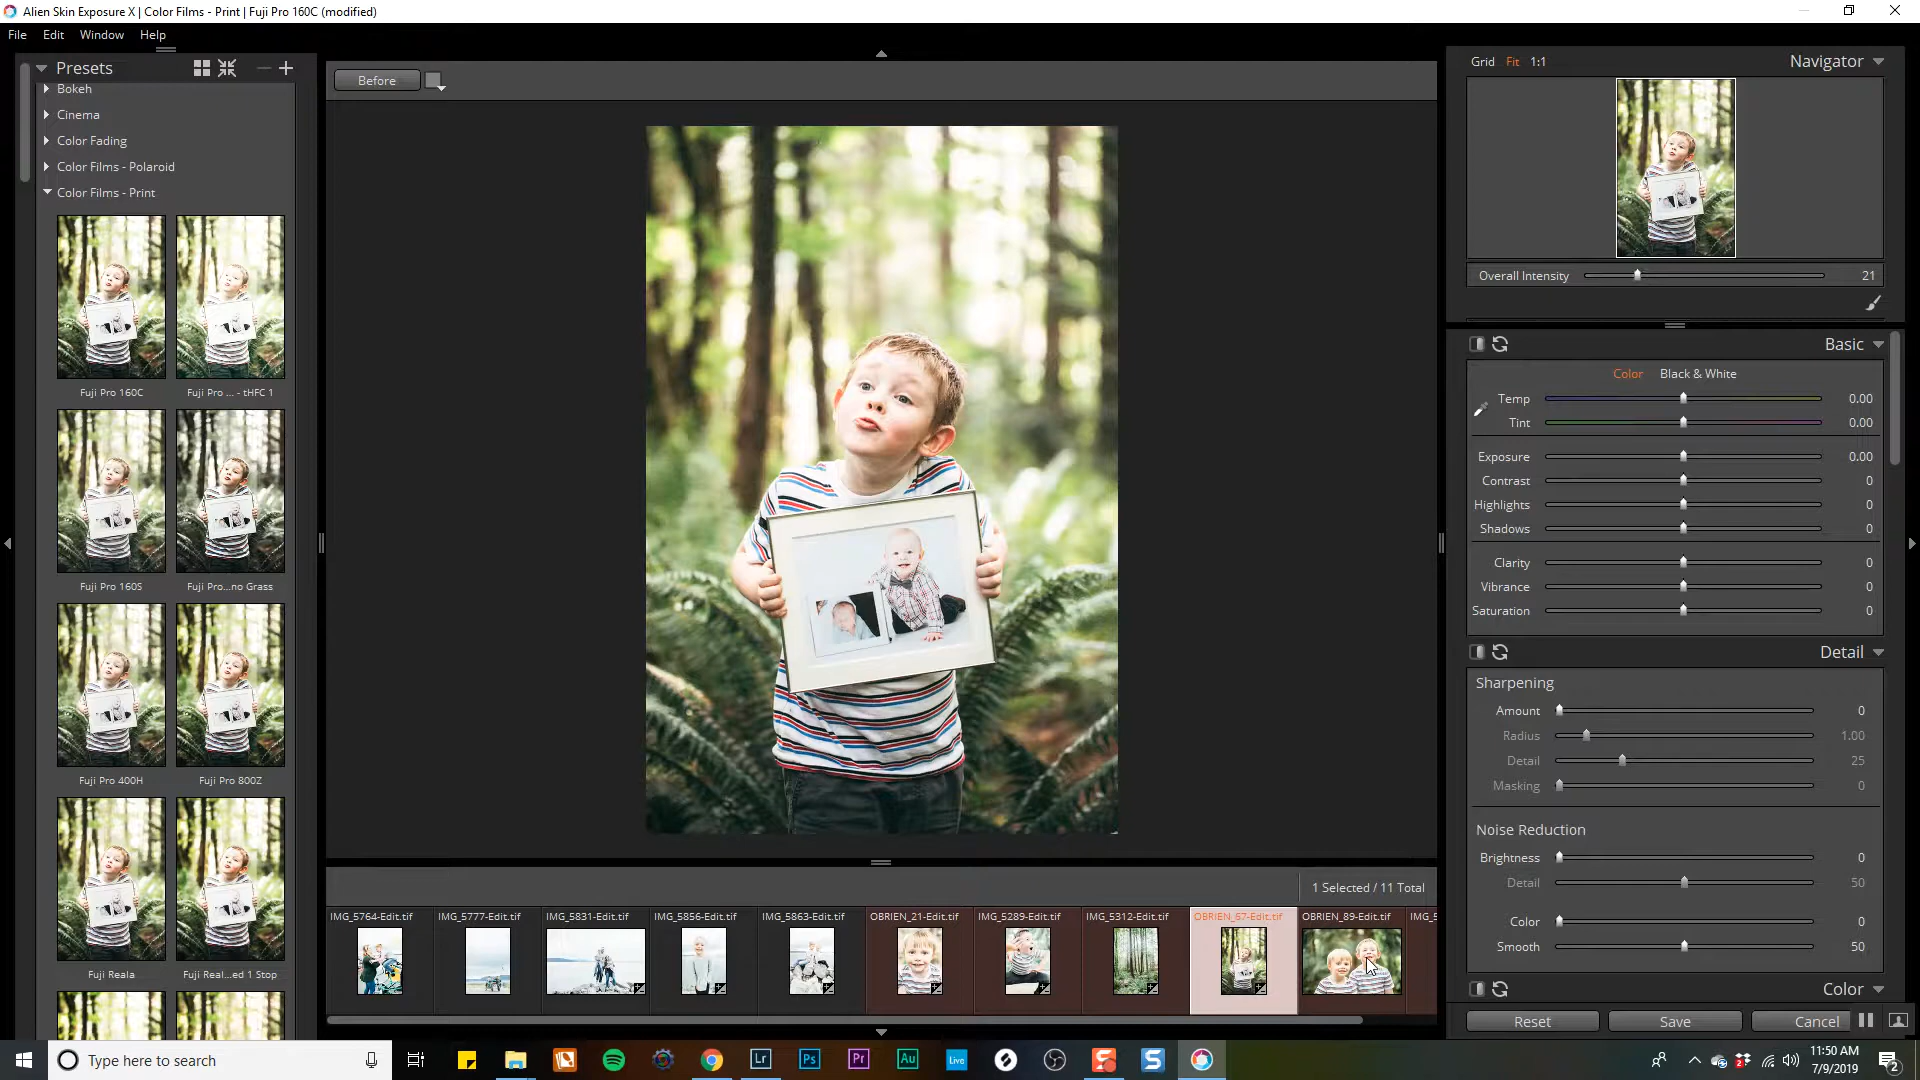 Alien Skin Exposure X | Color Films - Print | Fuji Pro 160C (modified)
File Edit Window Help
Presets
Bokeh
Cinema
Color Fading
Color Films - Polaroid
Color Films - Print
Fuji Pro 160C
Fuji Pro ... - tHFC 1
Fuji Pro 160S
Fuji Pro...no Grass
Fuji Pro 400H
Fuji Pro 800Z
Fuji Reala
Fuji Real...ed 1 Stop
Before
1 Selected / 11 Total
IMG_5764-Edit.tif
IMG_5777-Edit.tif
IMG_5831-Edit.tif
IMG_5856-Edit.tif
IMG_5863-Edit.tif
OBRIEN_21-Edit.tif
IMG_5289-Edit.tif
IMG_5312-Edit.tif
OBRIEN_67-Edit.tif
OBRIEN_89-Edit.tif
IMG_5
Grid Fit 1:1
Navigator
Overall Intensity 21
Basic
Color Black & White
Temp 0.00
Tint 0.00
Exposure 0.00
Contrast 0
Highlights 0
Shadows 0
Clarity 0
Vibrance 0
Saturation 0
Detail
Sharpening
Amount 0
Radius 1.00
Detail 25
Masking 0
Noise Reduction
Brightness 0
Detail 50
Color 0
Smooth 50
Color
Reset Save Cancel
Type here to search
Lr Ps Pr Au Live
11:50 AM
7/9/2019
2